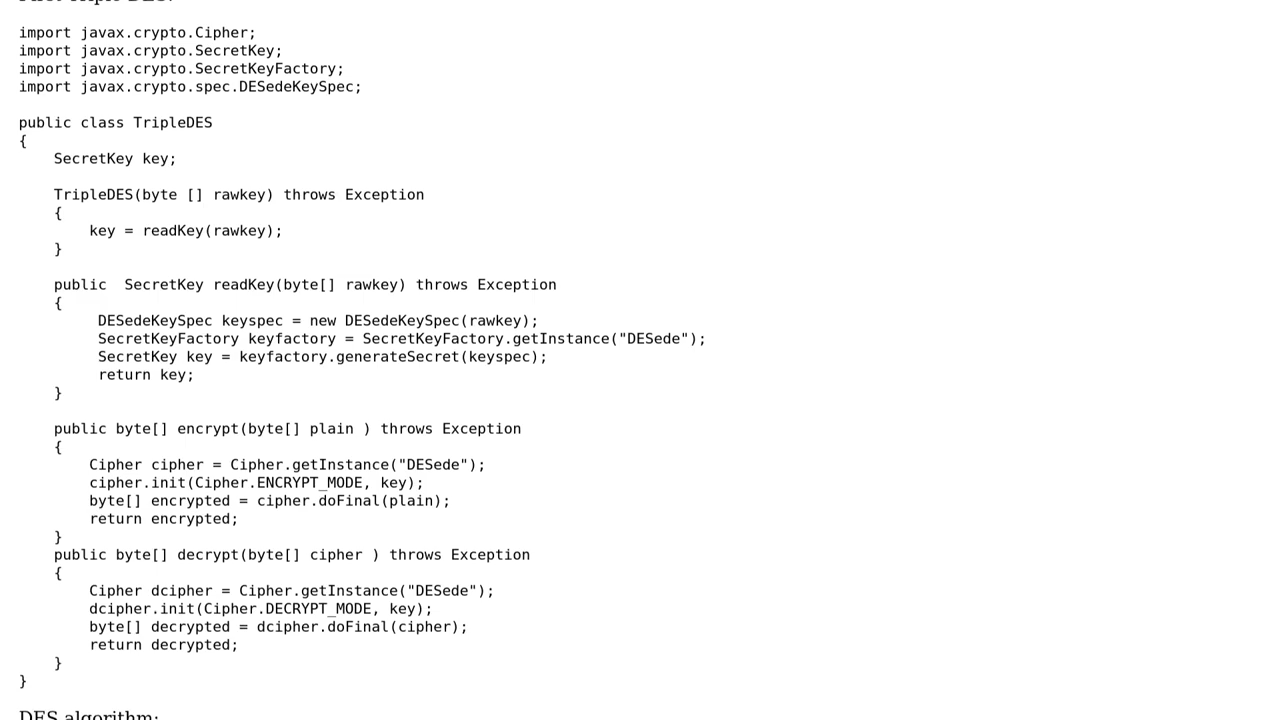 import javax.crypto.Cipher;
import javax.crypto.SecretKey;
import javax.crypto.SecretKeyFactory;
import javax.crypto.spec.DESedeKeySpec;

public class TripleDES
{
    SecretKey key;

    TripleDES(byte [] rawkey) throws Exception
    {
        key = readKey(rawkey);
    }

    public  SecretKey readKey(byte[] rawkey) throws Exception
    {
         DESedeKeySpec keyspec = new DESedeKeySpec(rawkey);
         SecretKeyFactory keyfactory = SecretKeyFactory.getInstance("DESede");
         SecretKey key = keyfactory.generateSecret(keyspec);
         return key;
    }

    public byte[] encrypt(byte[] plain ) throws Exception
    {
        Cipher cipher = Cipher.getInstance("DESede");
        cipher.init(Cipher.ENCRYPT_MODE, key);
        byte[] encrypted = cipher.doFinal(plain);
        return encrypted;
    }
    public byte[] decrypt(byte[] cipher ) throws Exception
    {
        Cipher dcipher = Cipher.getInstance("DESede");
        dcipher.init(Cipher.DECRYPT_MODE, key);
        byte[] decrypted = dcipher.doFinal(cipher);
        return decrypted;
    }
}
DES algorithm: